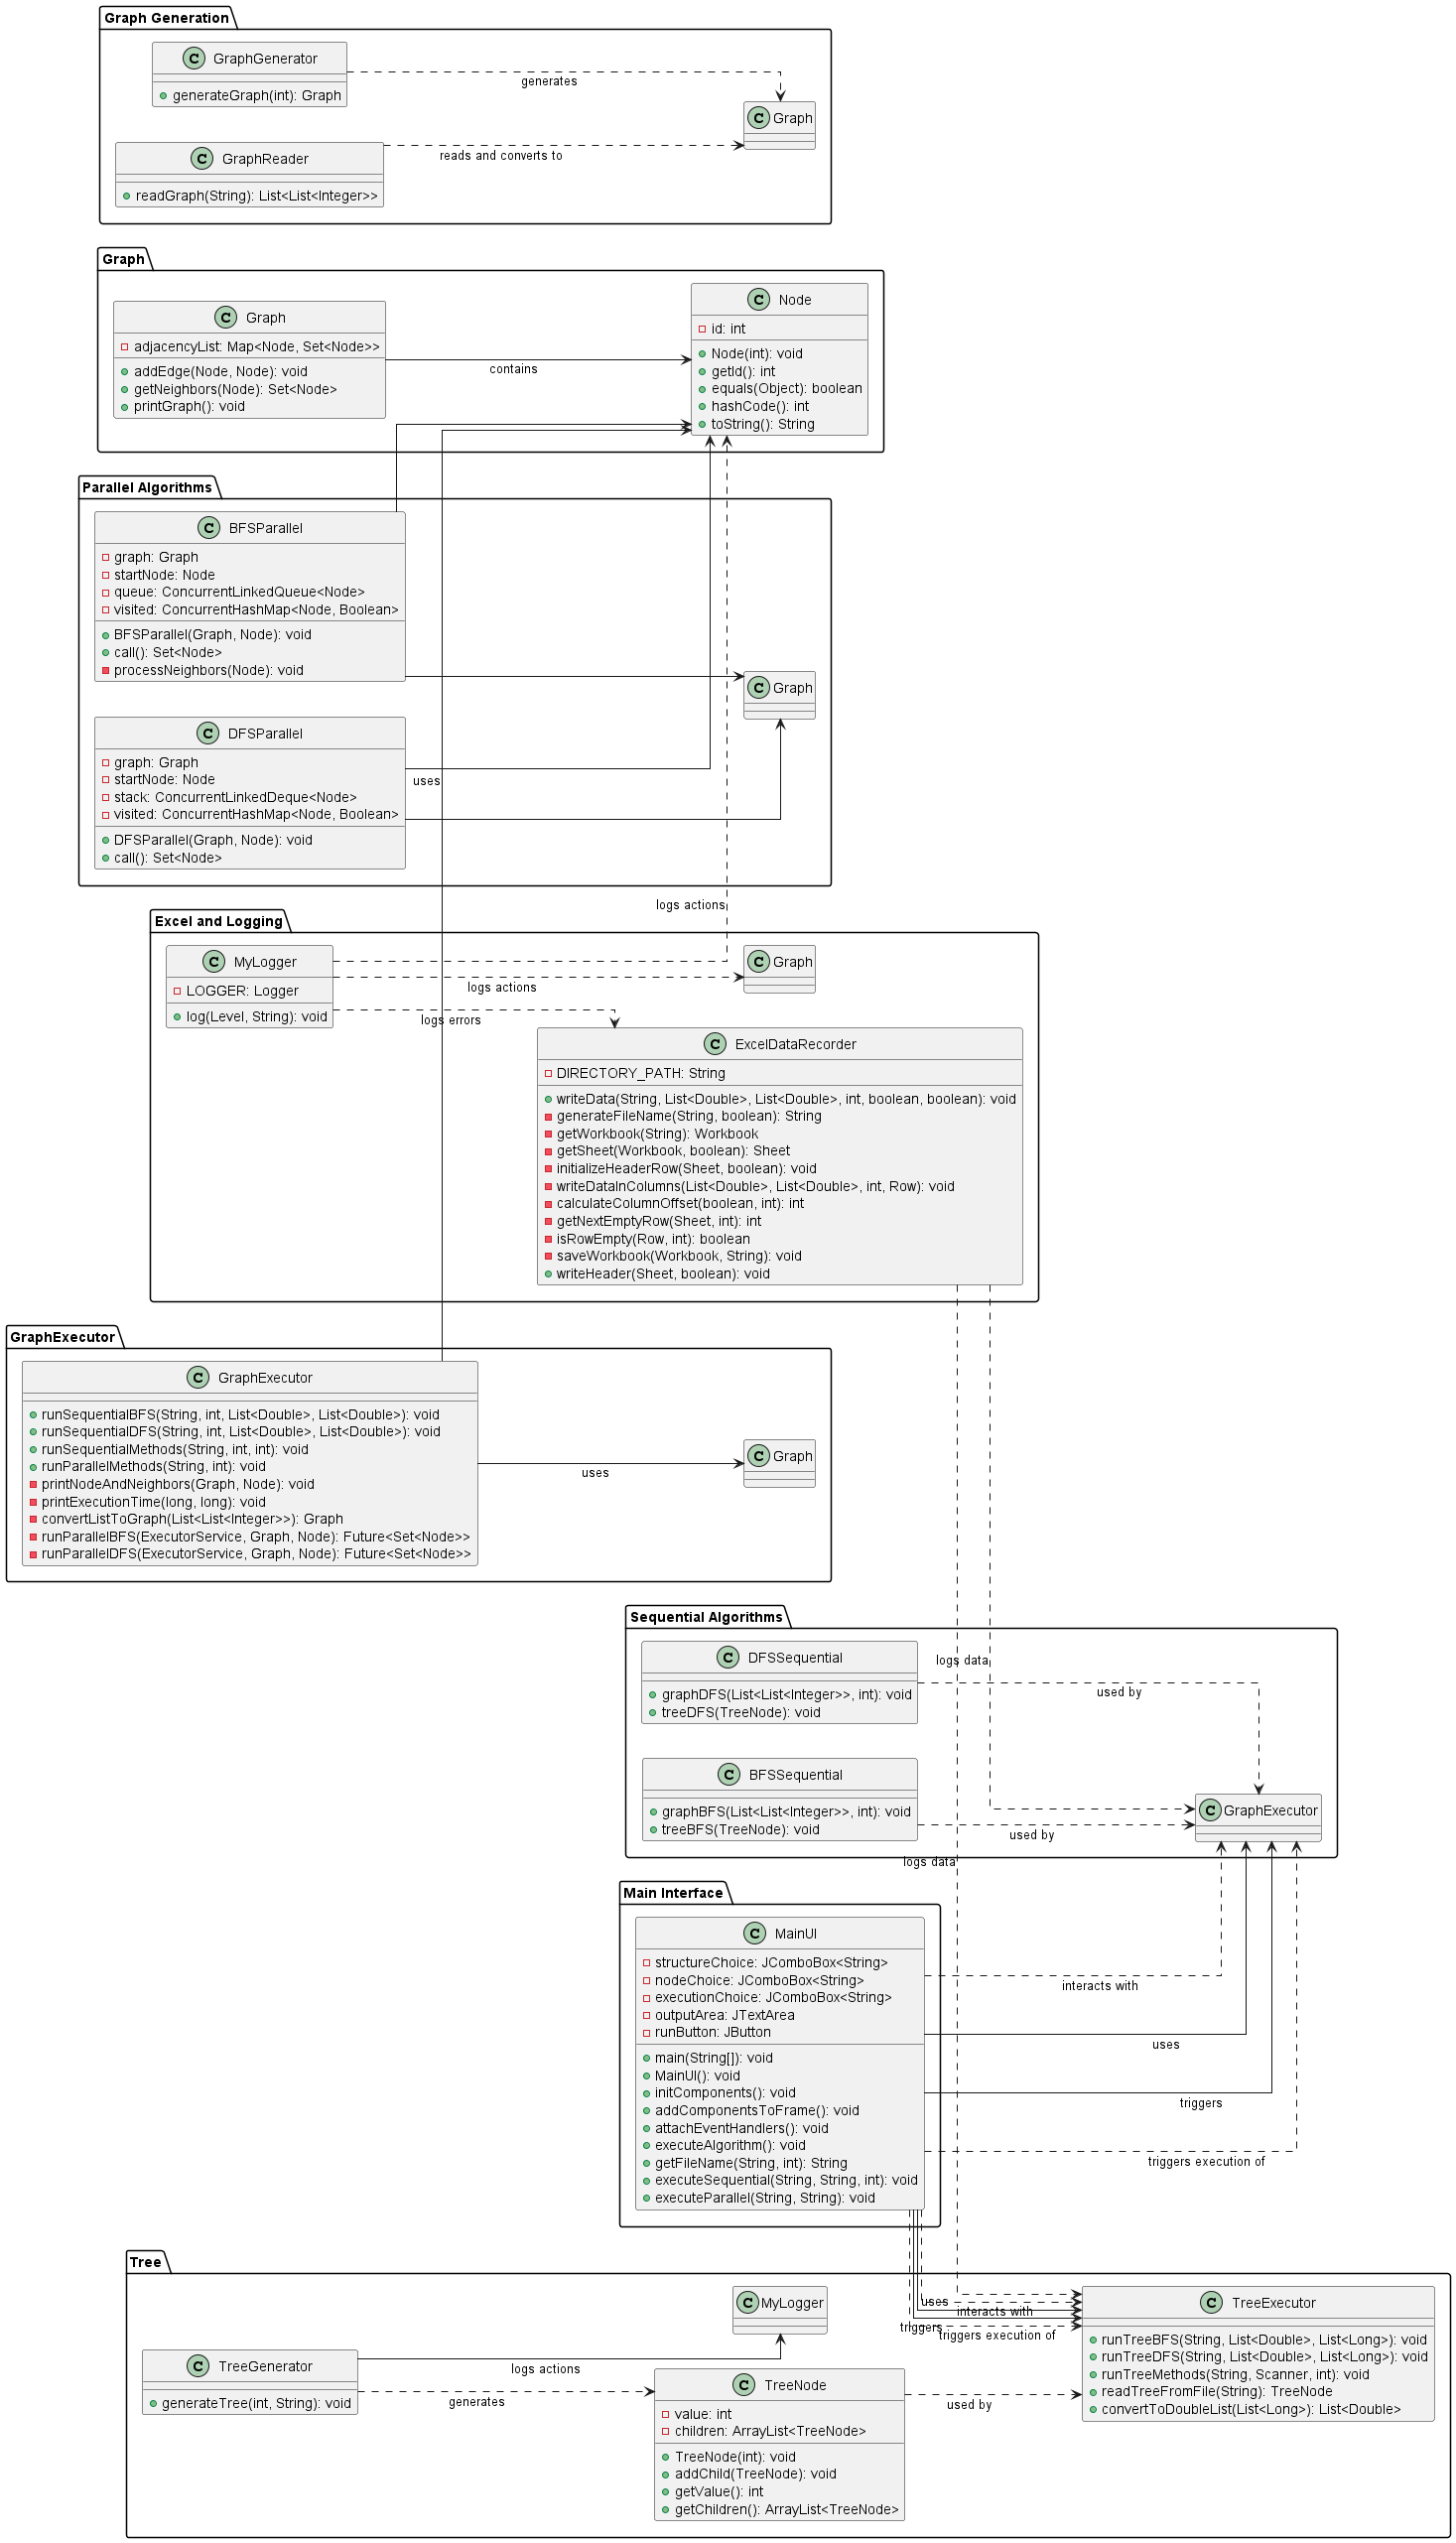 Graph Generation
C GraphGenerator
generateGraph(int): Graph
generates
C Graph
C GraphReader
readGraph(String): List<List<Integer>>
reads and converts to
Graph
C Graph
adjacencyList: Map<Node, Set<Node>>
addEdge(Node, Node): void
getNeighbors(Node): Set<Node>
printGraph(): void
contains
C Node
id: int
Node(int): void
getId(): int
equals(Object): boolean
hashCode(): int
toString(): String
Parallel Algorithms
C BFSParallel
graph: Graph
startNode: Node
queue: ConcurrentLinkedQueue<Node>
visited: ConcurrentHashMap<Node, Boolean>
BFSParallel(Graph, Node): void
call(): Set<Node>
processNeighbors(Node): void
C Graph
C DFSParallel
graph: Graph
startNode: Node
stack: ConcurrentLinkedDeque<Node>
visited: ConcurrentHashMap<Node, Boolean>
DFSParallel(Graph, Node): void
call(): Set<Node>
uses
logs actions
Excel and Logging
C MyLogger
LOGGER: Logger
log(Level, String): void
logs actions
logs errors
C Graph
C ExcelDataRecorder
DIRECTORY_PATH: String
writeData(String, List<Double>, List<Double>, int, boolean, boolean): void
generateFileName(String, boolean): String
getWorkbook(String): Workbook
getSheet(Workbook, boolean): Sheet
initializeHeaderRow(Sheet, boolean): void
writeDataInColumns(List<Double>, List<Double>, int, Row): void
calculateColumnOffset(boolean, int): int
getNextEmptyRow(Sheet, int): int
isRowEmpty(Row, int): boolean
saveWorkbook(Workbook, String): void
writeHeader(Sheet, boolean): void
GraphExecutor
C GraphExecutor
runSequentialBFS(String, int, List<Double>, List<Double>): void
runSequentialDFS(String, int, List<Double>, List<Double>): void
runSequentialMethods(String, int, int): void
runParallelMethods(String, int): void
printNodeAndNeighbors(Graph, Node): void
printExecutionTime(long, long): void
convertListToGraph(List<List<Integer>>): Graph
runParallelBFS(ExecutorService, Graph, Node): Future<Set<Node>>
runParallelDFS(ExecutorService, Graph, Node): Future<Set<Node>>
uses
C Graph
Sequential Algorithms
C DFSSequential
graphDFS(List<List<Integer>>, int): void
treeDFS(TreeNode): void
logs data
used by
C BFSSequential
graphBFS(List<List<Integer>>, int): void
treeBFS(TreeNode): void
used by
C GraphExecutor
logs data
Main Interface
C MainUI
structureChoice: JComboBox<String>
nodeChoice: JComboBox<String>
executionChoice: JComboBox<String>
outputArea: JTextArea
runButton: JButton
main(String[]): void
MainUI(): void
initComponents(): void
addComponentsToFrame(): void
attachEventHandlers(): void
executeAlgorithm(): void
getFileName(String, int): String
executeSequential(String, String, int): void
executeParallel(String, String): void
interacts with
uses
triggers
triggers execution of
Tree
C MyLogger
uses
interacts with
triggers
triggers execution of
C TreeExecutor
runTreeBFS(String, List<Double>, List<Long>): void
runTreeDFS(String, List<Double>, List<Long>): void
runTreeMethods(String, Scanner, int): void
readTreeFromFile(String): TreeNode
convertToDoubleList(List<Long>): List<Double>
C TreeGenerator
generateTree(int, String): void
logs actions
generates
C TreeNode
value: int
children: ArrayList<TreeNode>
TreeNode(int): void
addChild(TreeNode): void
getValue(): int
getChildren(): ArrayList<TreeNode>
used by